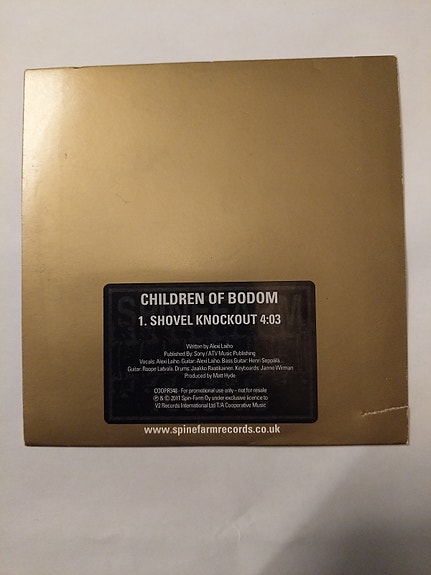 CHILDREN OF BODOM
1. SHOVEL KNOCKOUT 4:03
Written by Alexi Laiho
Published By: Sony / ATV Music Publishing
Vocals: Alexi Laiho, Guitar: Alexi Laiho, Bass Guitar: Henri Seppala,
Guitar: Roope Latvala, Drums: Jaakko Raatikainen, Keyboards: Janne Wirman
Produced by Matt Hyde
COOPR348 - For promotional use only - not for resale
℗ & © 2011 Spin-Farm Oy under exclusive licence to
V2 Records International Ltd T/A Cooperative Music
www.spinefarmrecords.co.uk